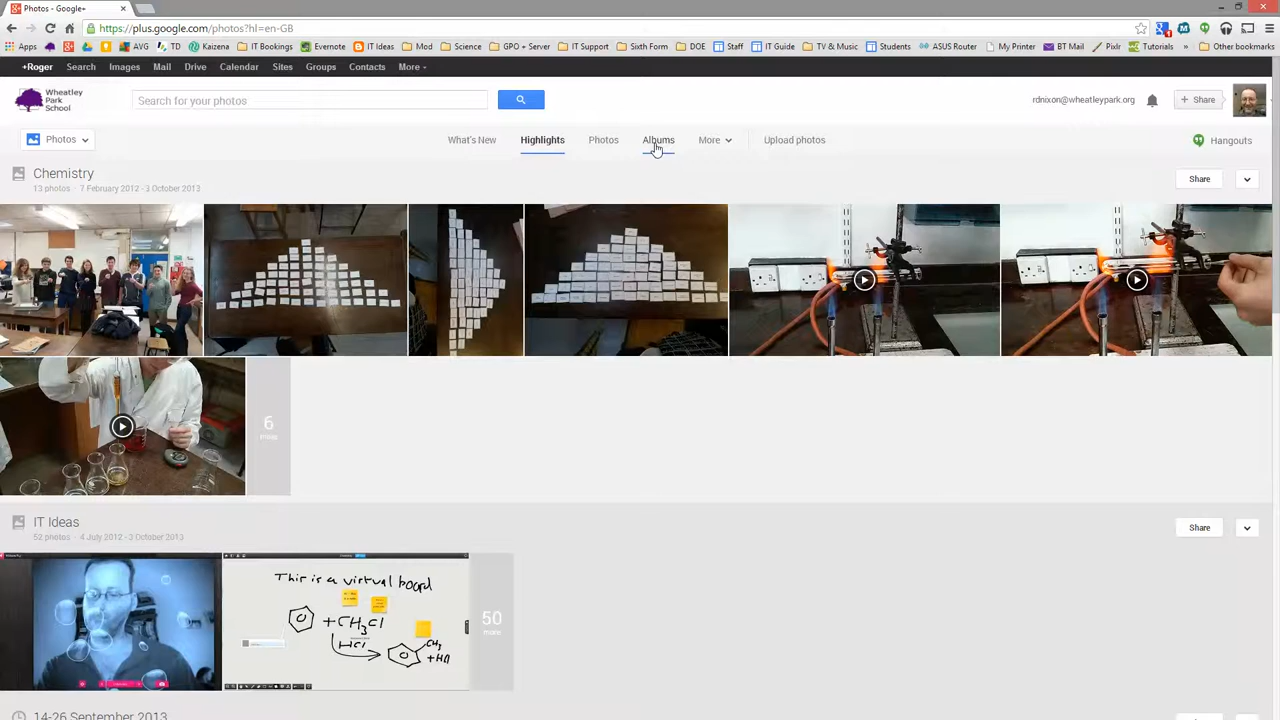 Photos - Google+
https://plus.google.com/photos?hl=en-GB
Apps AVG TD Kaizena IT Bookings Evernote IT Ideas Mod Science GPO + Server IT Support Sixth Form DOE Staff IT Guide TV & Music Students ASUS Router My Printer BT Mail Pixlr Tutorials » Other bookmarks
+Roger Search Images Mail Drive Calendar Sites Groups Contacts More
Wheatley Park School
Search for your photos
rdnixon@wheatleypark.org
+ Share
Photos
What's New Highlights Photos Albums More Upload photos
Hangouts
Chemistry
13 photos · 7 February 2012 - 3 October 2013
Share
6
more
IT Ideas
52 photos · 4 July 2012 - 3 October 2013
Share
This is a virtual board
+CH3Cl
HCl
CH3
50
more
14-26 September 2013